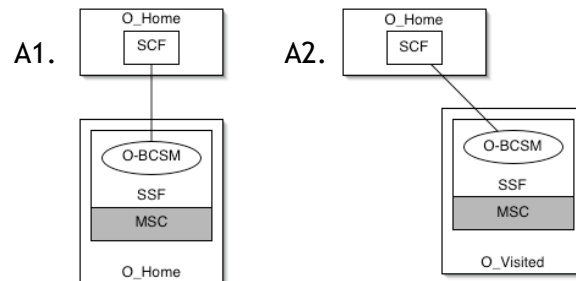 A1.
O_Home
SCF
O-BCSM
SSF
MSC
O_Home
A2.
O_Home
SCF
O-BCSM
SSF
MSC
O_Visited